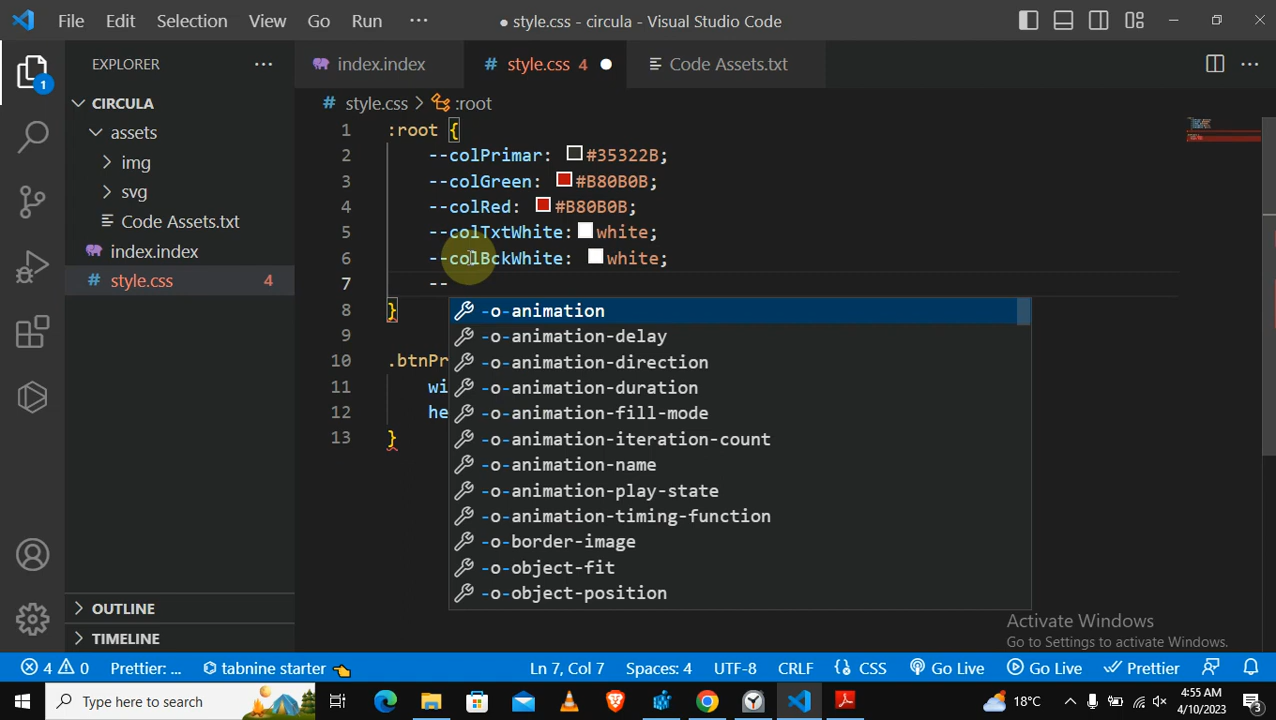 File Edit Selection View Go Run ··· ● style.css - circula - Visual Studio Code
EXPLORER ··· index.index # style.css 4 ● Code Assets.txt ···
CIRCULA # style.css > :root
assets
img
svg
Code Assets.txt
index.index
# style.css 4
OUTLINE
TIMELINE
1
1 :root {
2 --colPrimar: #35322B;
3 --colGreen: #B80B0B;
4 --colRed: #B80B0B;
5 --colTxtWhite: white;
6 --colBckWhite: white;
7 --
8 }
9
10 .btnPr
11 wi
12 he
13 }
-o-animation
-o-animation-delay
-o-animation-direction
-o-animation-duration
-o-animation-fill-mode
-o-animation-iteration-count
-o-animation-name
-o-animation-play-state
-o-animation-timing-function
-o-border-image
-o-object-fit
-o-object-position
Activate Windows
Go to Settings to activate Windows.
4 0 Prettier: ... tabnine starter Ln 7, Col 7 Spaces: 4 UTF-8 CRLF {} CSS Go Live Go Live Prettier
Type here to search 18°C 4:55 AM
4/10/2023 3